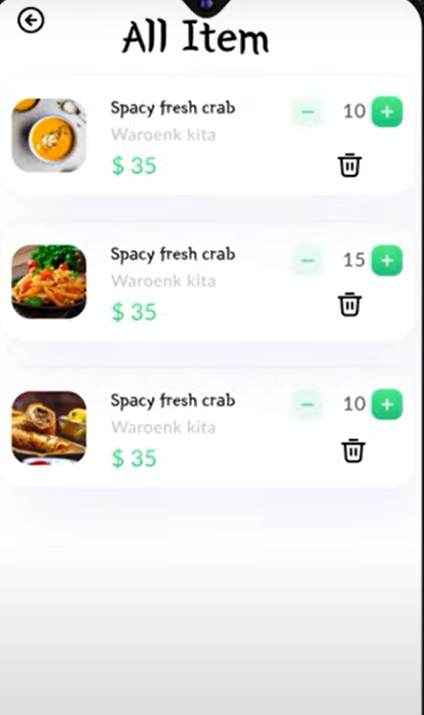 All Item
Spacy fresh crab
Waroenk kita
$ 35
− 10 +
Spacy fresh crab
Waroenk kita
$ 35
− 15 +
Spacy fresh crab
Waroenk kita
$ 35
− 10 +